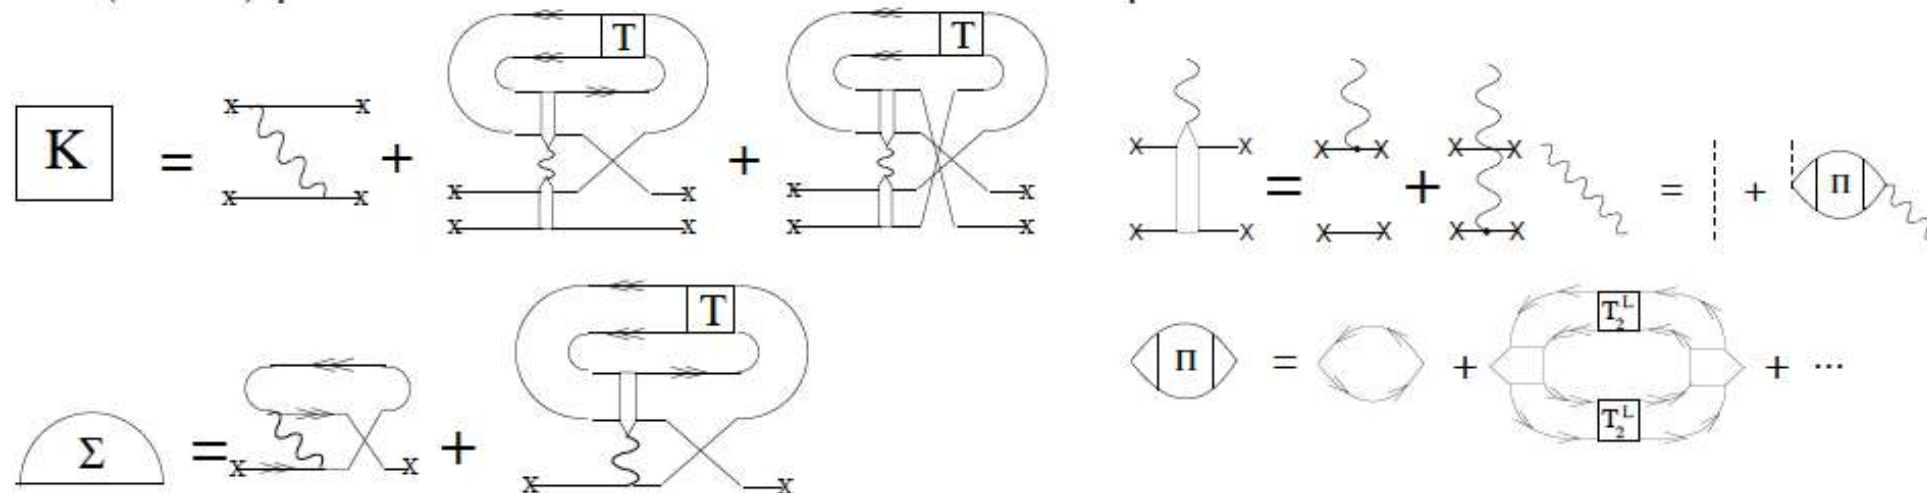 T T
K = x x x x + x x x x + x x x x
x x x x = x x x x + x x x x = + Π
Σ = x x + T x x
Π = + T₂ᴸ T₂ᴸ + ...